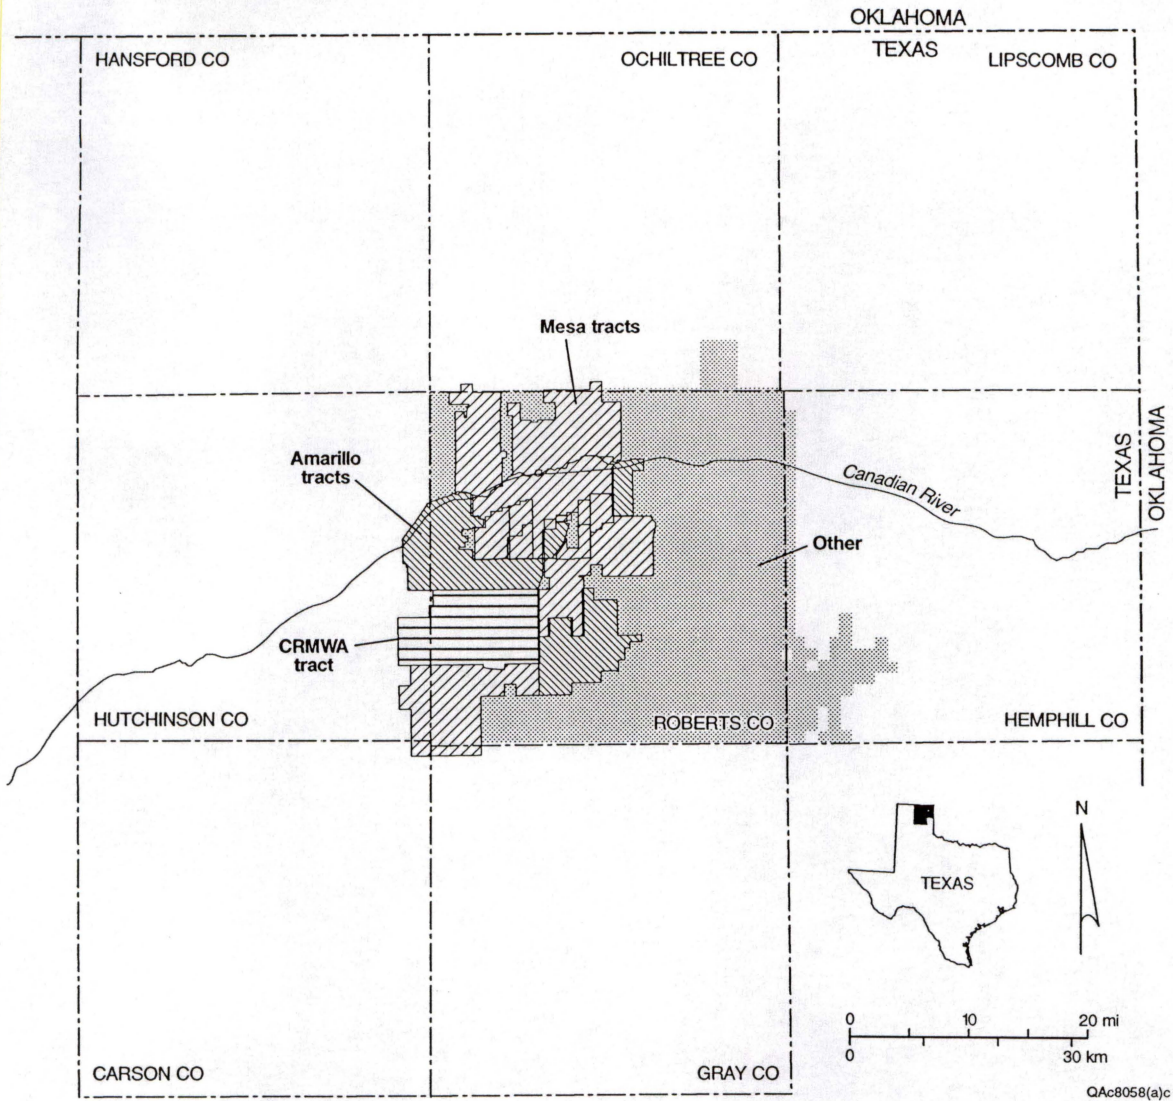 OKLAHOMA
TEXAS
HANSFORD CO
OCHILTREE CO
LIPSCOMB CO
Mesa tracts
Amarillo
tracts
TEXAS
OKLAHOMA
Canadian River
Other
CRMWA
tract
HUTCHINSON CO
ROBERTS CO
HEMPHILL CO
N
TEXAS
0 10 20 mi
0 30 km
CARSON CO
GRAY CO
QAc8058(a)c